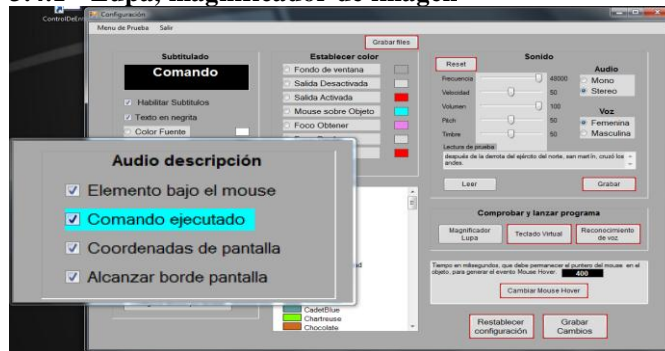 Configuración
Menu de Prueba Salir
Grabar files
Subtitulado
Comando
Habilitar Subtitulos
Texto en negrita
Color Fuente
Establecer color
Fondo de ventana
Salida Desactivada
Salida Activada
Mouse sobre Objeto
Foco Obtener
Sonido
Reset
Frecuencia 48000
Velocidad 50
Volumen 100
Pitch 50
Timbre 50
Audio
Mono
Stereo
Voz
Femenina
Masculina
Lectura de prueba
después de la derrota del ejército del norte, san martín, cruzó los
andes.
Leer
Grabar
Audio descripción
Elemento bajo el mouse
Comando ejecutado
Coordenadas de pantalla
Alcanzar borde pantalla
CadetBlue
Chartreuse
Chocolate
Comprobar y lanzar programa
Magnificador
Lupa
Teclado Virtual
Reconocimiento
de voz
Tiempo en milisegundos, que debe permanecer el puntero del mouse en el
objeto, para generar el evento Mouse Hover. 400
Cambiar Mouse Hover
Restablecer
configuración
Grabar
Cambios